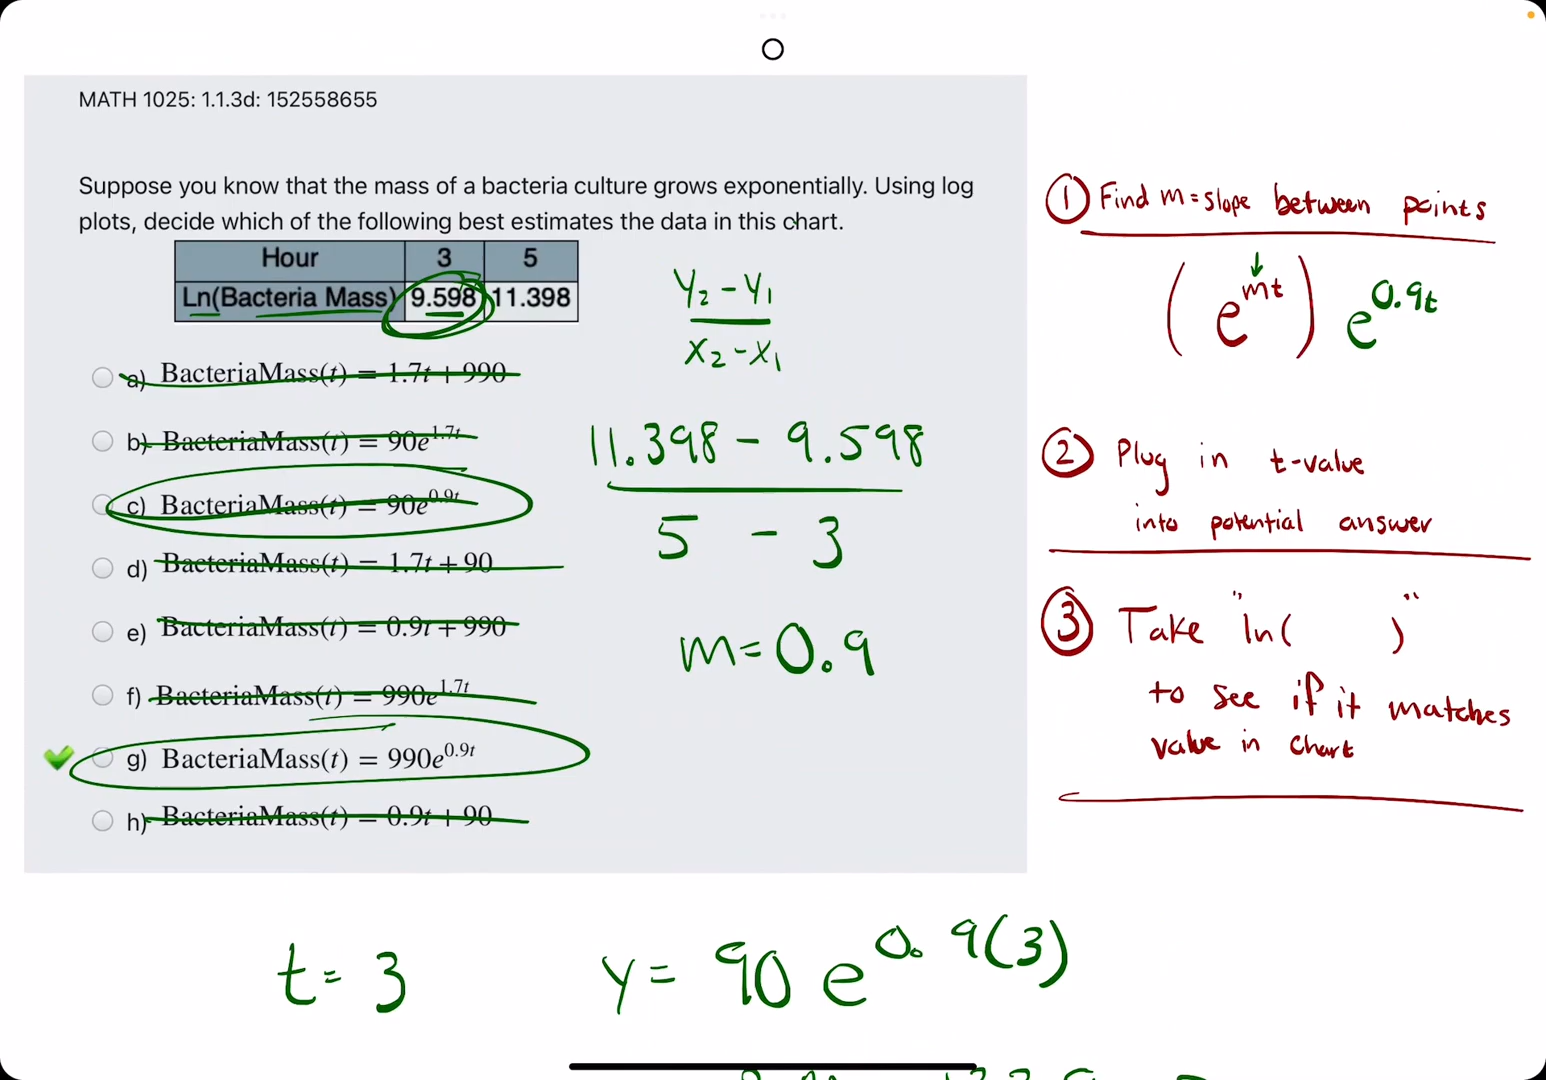 MATH 1025: 1.1.3d: 152558655
Suppose you know that the mass of a bacteria culture grows exponentially. Using log
plots, decide which of the following best estimates the data in this chart.
Hour 3 5
Ln(Bacteria Mass) 9.598 11.398
a) BacteriaMass(t) = 1.7t + 990
b) BacteriaMass(t) = 90e^1.7t
c) BacteriaMass(t) = 90e^0.9t
d) BacteriaMass(t) = 1.7t + 90
e) BacteriaMass(t) = 0.9t + 990
f) BacteriaMass(t) = 990e^1.7t
g) BacteriaMass(t) = 990e^0.9t
h) BacteriaMass(t) = 0.9t + 90
Y2 - Y1
X2 - X1
11.398 - 9.598
5 - 3
m = 0.9
① Find m = slope between points
(e^mt) e^0.9t
② Plug in t-value
into potential answer
③ Take "ln( )"
to see if it matches
value in chart
t = 3 y = 90 e^0.9(3)